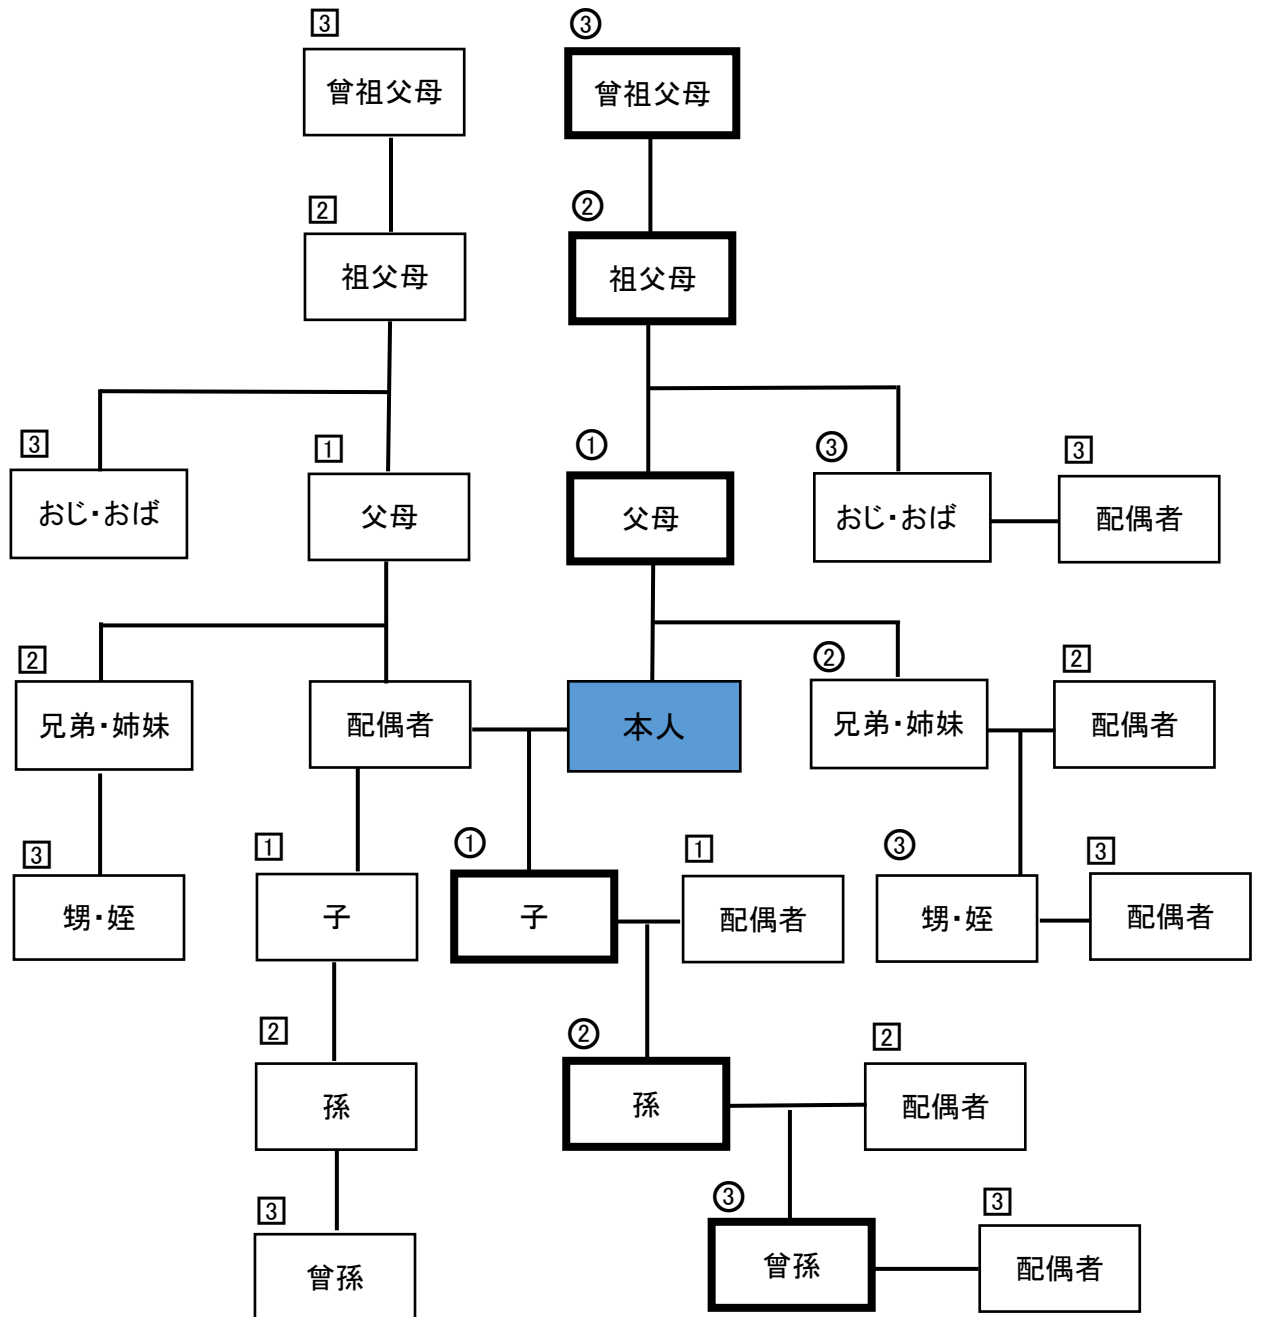 3
③
曾祖父母
曾祖父母
2
②
祖父母
祖父母
3
1
①
③
3
おじ・おば
父母
父母
おじ・おば
配偶者
2
②
2
兄弟・姉妹
配偶者
本人
兄弟・姉妹
配偶者
3
1
①
1
③
3
甥・姪
子
子
配偶者
甥・姪
配偶者
2
②
2
孫
孫
配偶者
3
③
3
曾孫
曾孫
配偶者